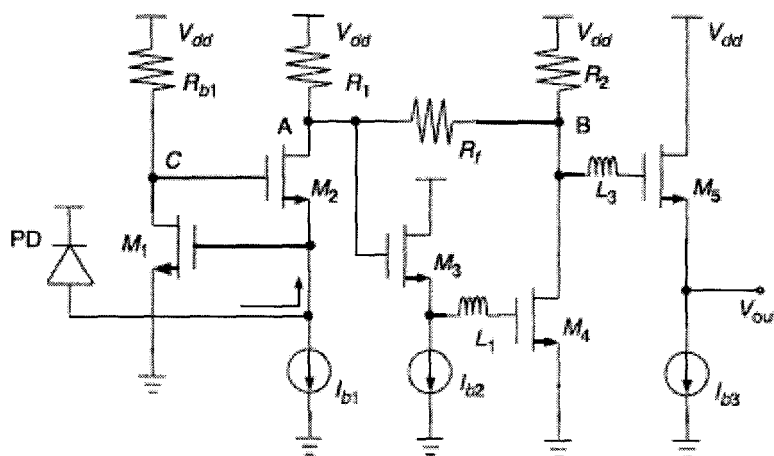 V_dd V_dd V_dd V_dd
R_b1 R_1 R_2
A B
R_f
C
M_2 L_3 M_5
PD M_1 M_3
L_1 M_4 V_ou
I_b1 I_b2 I_b3